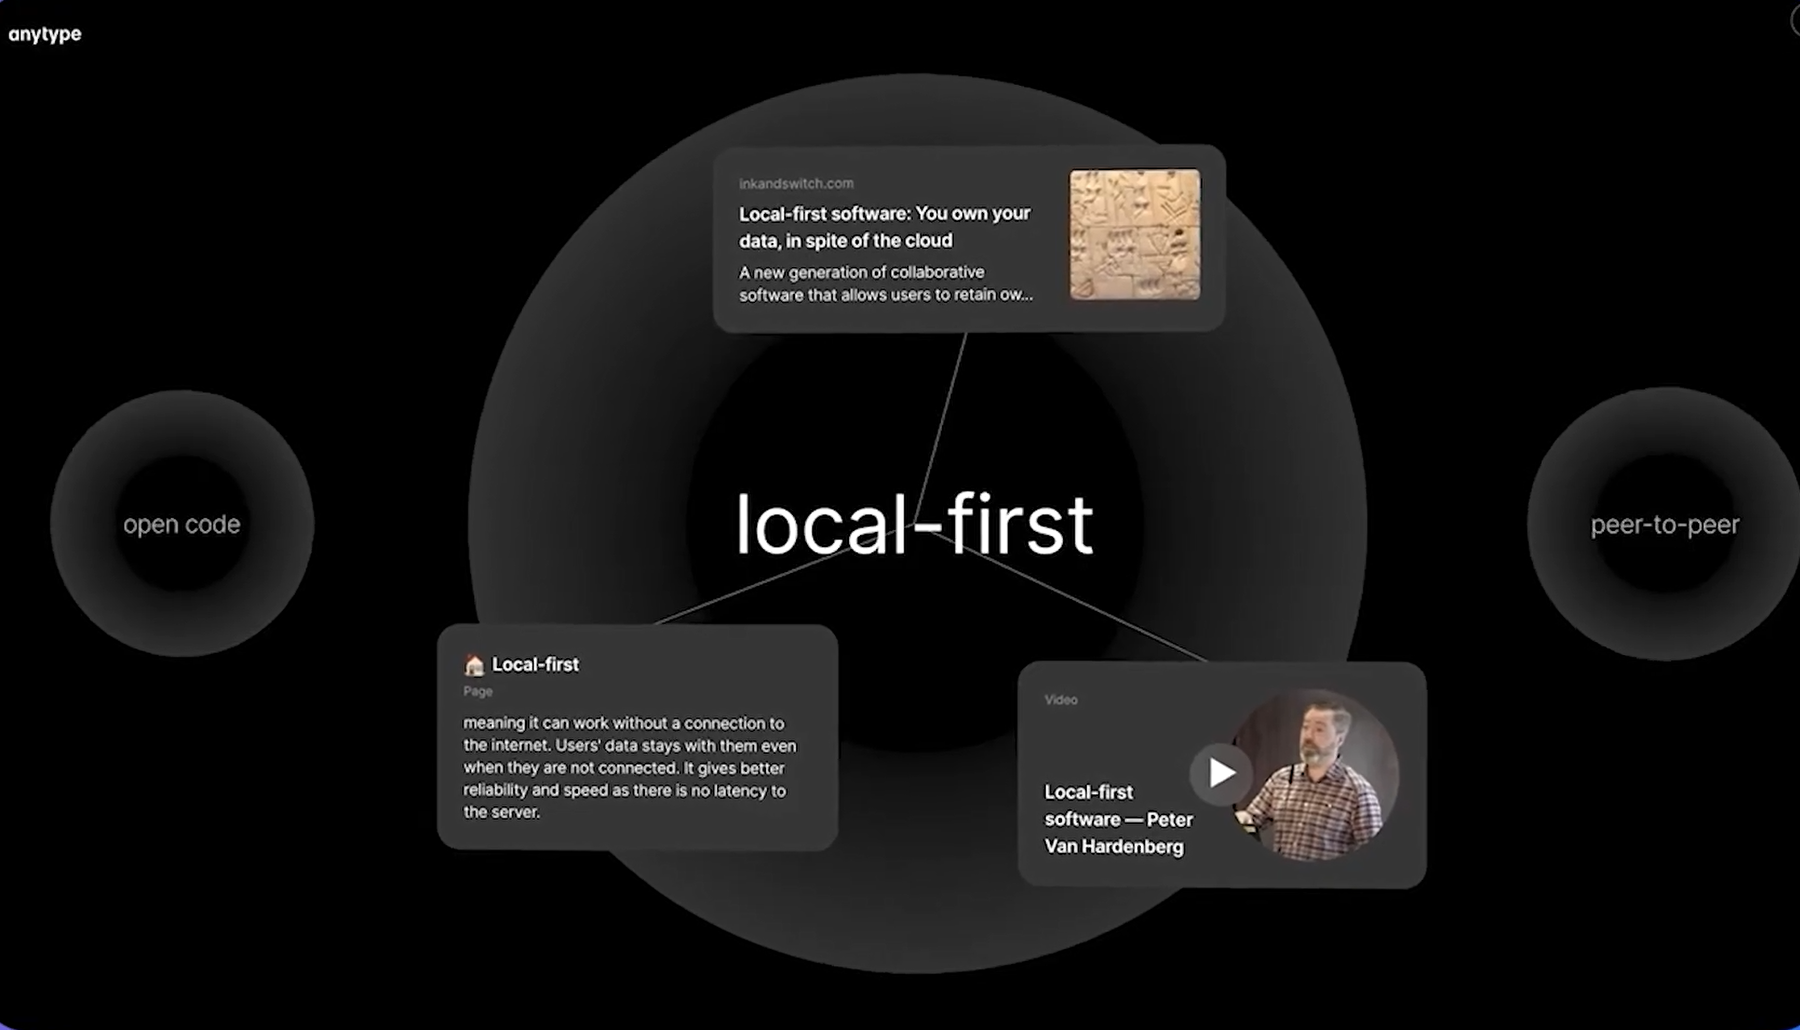 anytype
inkandswitch.com
Local-first software: You own your
data, in spite of the cloud
A new generation of collaborative
software that allows users to retain ow...
open code
local-first
peer-to-peer
🏠 Local-first
Page
meaning it can work without a connection to
the internet. Users' data stays with them even
when they are not connected. It gives better
reliability and speed as there is no latency to
the server.
Video
Local-first
software — Peter
Van Hardenberg